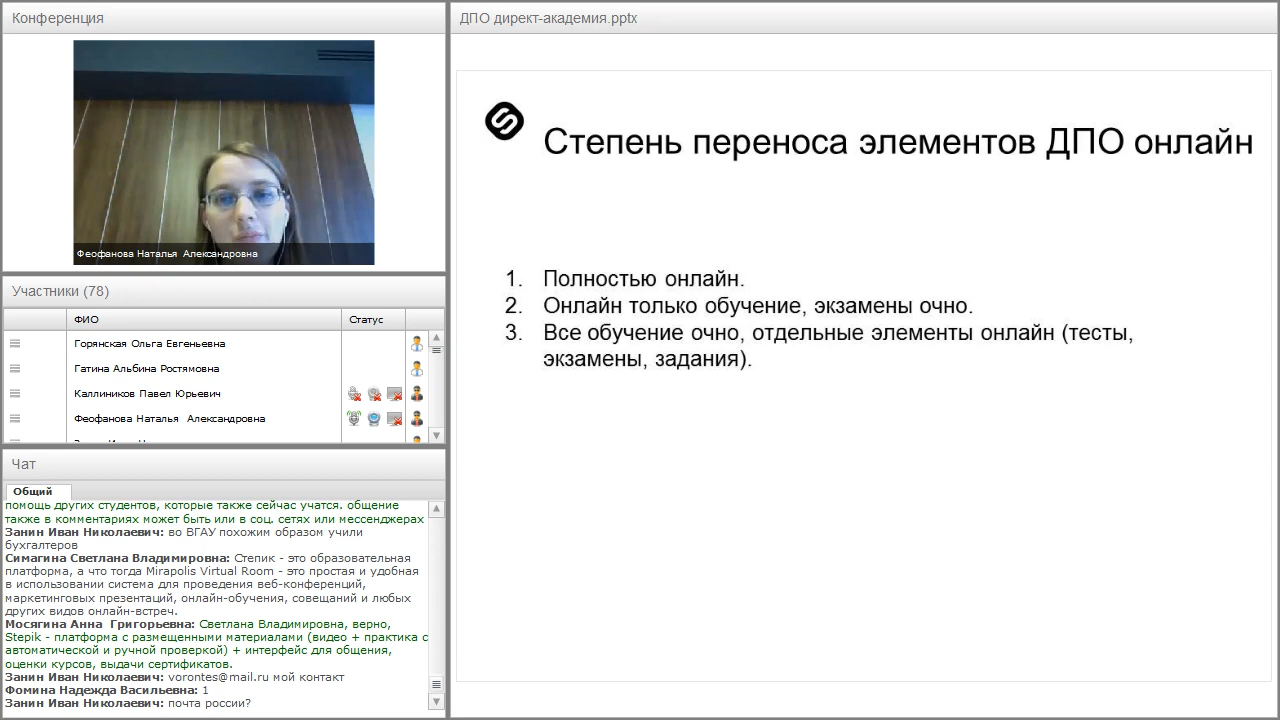 Конференция
Феофанова Наталья Александровна
Участники (78)
ФИО Статус
Горянская Ольга Евгеньевна
Гатина Альбина Ростямовна
Каллиников Павел Юрьевич
Феофанова Наталья Александровна
Чат
Общий
помощь других студентов, которые также сейчас учатся. общение
также в комментариях может быть или в соц. сетях или мессенджерах
Занин Иван Николаевич: во ВГАУ похожим образом учили
бухгалтеров
Симагина Светлана Владимировна: Степик - это образовательная
платформа, а что тогда Mirapolis Virtual Room - это простая и удобная
в использовании система для проведения веб-конференций,
маркетинговых презентаций, онлайн-обучения, совещаний и любых
других видов онлайн-встреч.
Мосягина Анна Григорьевна: Светлана Владимировна, верно,
Stepik - платформа с размещенными материалами (видео + практика с
автоматической и ручной проверкой) + интерфейс для общения,
оценки курсов, выдачи сертификатов.
Занин Иван Николаевич: vorontes@mail.ru мой контакт
Фомина Надежда Васильевна: 1
Занин Иван Николаевич: почта россии?
ДПО директ-академия.pptx
Степень переноса элементов ДПО онлайн
1. Полностью онлайн.
2. Онлайн только обучение, экзамены очно.
3. Все обучение очно, отдельные элементы онлайн (тесты,
экзамены, задания).